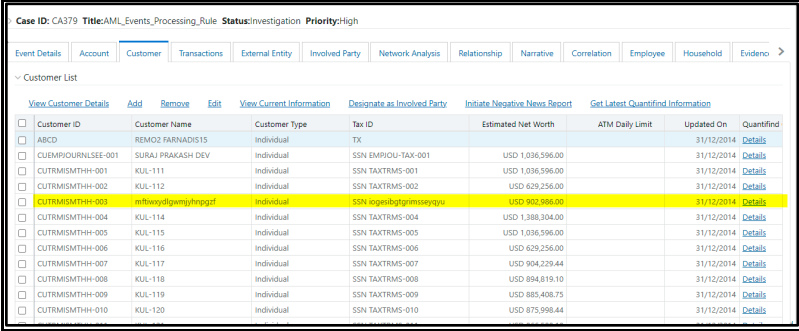 Case ID: CA379 Title:AML_Events_Processing_Rule Status:Investigation Priority:High
Event Details Account Customer Transactions External Entity Involved Party Network Analysis Relationship Narrative Correlation Employee Household Evidenc
Customer List
View Customer Details Add Remove Edit View Current Information Designate as Involved Party Initiate Negative News Report Get Latest Quantifind Information
Customer ID Customer Name Customer Type Tax ID Estimated Net Worth ATM Daily Limit Updated On Quantifind
ABCD REMO2 FARNADIS15 Individual TX 31/12/2014 Details
CUEMPJOURNLSEE-001 SURAJ PRAKASH DEV Individual SSN EMPJOU-TAX-001 USD 1,036,596.00 31/12/2014 Details
CUTRMISMTHH-001 KUL-111 Individual SSN TAXTRMS-001 USD 1,036,596.00 31/12/2014 Details
CUTRMISMTHH-002 KUL-112 Individual SSN TAXTRMS-002 USD 629,256.00 31/12/2014 Details
CUTRMISMTHH-003 mftiwxydlgwmjyhnpgzf Individual SSN iogesibgtgrimsseyqyu USD 902,986.00 31/12/2014 Details
CUTRMISMTHH-004 KUL-114 Individual SSN TAXTRMS-004 USD 1,388,304.00 31/12/2014 Details
CUTRMISMTHH-005 KUL-115 Individual SSN TAXTRMS-005 USD 1,036,596.00 31/12/2014 Details
CUTRMISMTHH-006 KUL-116 Individual SSN TAXTRMS-006 USD 629,256.00 31/12/2014 Details
CUTRMISMTHH-007 KUL-117 Individual SSN TAXTRMS-007 USD 904,229.44 31/12/2014 Details
CUTRMISMTHH-008 KUL-118 Individual SSN TAXTRMS-008 USD 894,819.10 31/12/2014 Details
CUTRMISMTHH-009 KUL-119 Individual SSN TAXTRMS-009 USD 885,408.75 31/12/2014 Details
CUTRMISMTHH-010 KUL-120 Individual SSN TAXTRMS-010 USD 875,998.44 31/12/2014 Details